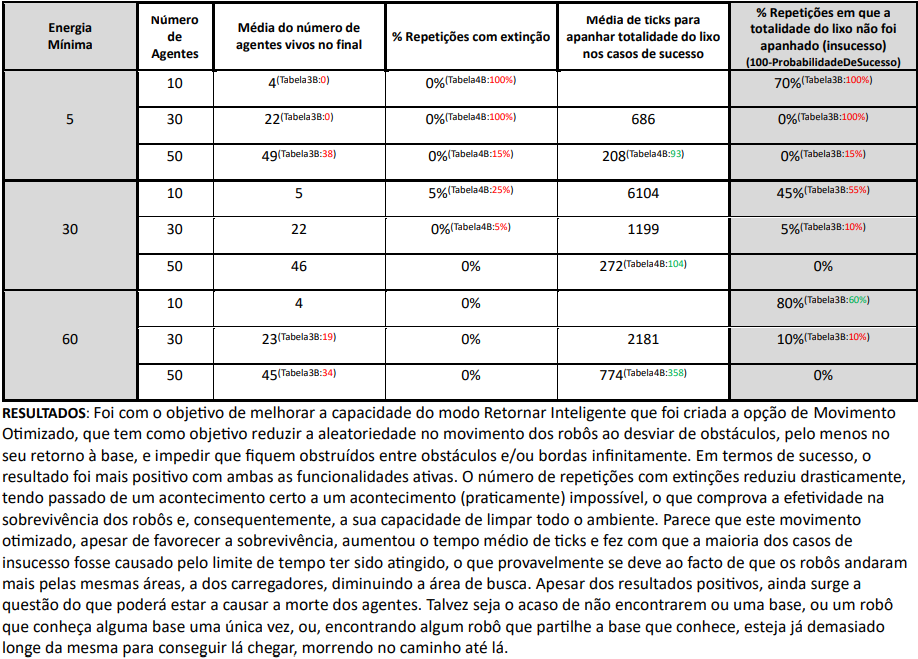 Energia Mínima | Número de Agentes | Média do número de agentes vivos no final | % Repetições com extinção | Média de ticks para apanhar totalidade do lixo nos casos de sucesso | % Repetições em que a totalidade do lixo não foi apanhado (insucesso) (100-ProbabilidadeDeSucesso)
5 | 10 | 4(Tabela3B:0) | 0%(Tabela4B:100%) | | 70%(Tabela3B:100%)
30 | 22(Tabela3B:0) | 0%(Tabela4B:100%) | 686 | 0%(Tabela3B:100%)
50 | 49(Tabela3B:38) | 0%(Tabela4B:15%) | 208(Tabela4B:93) | 0%(Tabela3B:15%)
30 | 10 | 5 | 5%(Tabela4B:25%) | 6104 | 45%(Tabela3B:55%)
30 | 22 | 0%(Tabela4B:5%) | 1199 | 5%(Tabela3B:10%)
50 | 46 | 0% | 272(Tabela4B:104) | 0%
60 | 10 | 4 | 0% | | 80%(Tabela3B:60%)
30 | 23(Tabela3B:19) | 0% | 2181 | 10%(Tabela3B:10%)
50 | 45(Tabela3B:34) | 0% | 774(Tabela4B:358) | 0%
RESULTADOS: Foi com o objetivo de melhorar a capacidade do modo Retornar Inteligente que foi criada a opção de Movimento
Otimizado, que tem como objetivo reduzir a aleatoriedade no movimento dos robôs ao desviar de obstáculos, pelo menos no
seu retorno à base, e impedir que fiquem obstruídos entre obstáculos e/ou bordas infinitamente. Em termos de sucesso, o
resultado foi mais positivo com ambas as funcionalidades ativas. O número de repetições com extinções reduziu drasticamente,
tendo passado de um acontecimento certo a um acontecimento (praticamente) impossível, o que comprova a efetividade na
sobrevivência dos robôs e, consequentemente, a sua capacidade de limpar todo o ambiente. Parece que este movimento
otimizado, apesar de favorecer a sobrevivência, aumentou o tempo médio de ticks e fez com que a maioria dos casos de
insucesso fosse causado pelo limite de tempo ter sido atingido, o que provavelmente se deve ao facto de que os robôs andaram
mais pelas mesmas áreas, a dos carregadores, diminuindo a área de busca. Apesar dos resultados positivos, ainda surge a
questão do que poderá estar a causar a morte dos agentes. Talvez seja o acaso de não encontrarem ou uma base, ou um robô
que conheça alguma base uma única vez, ou, encontrando algum robô que partilhe a base que conhece, esteja já demasiado
longe da mesma para conseguir lá chegar, morrendo no caminho até lá.